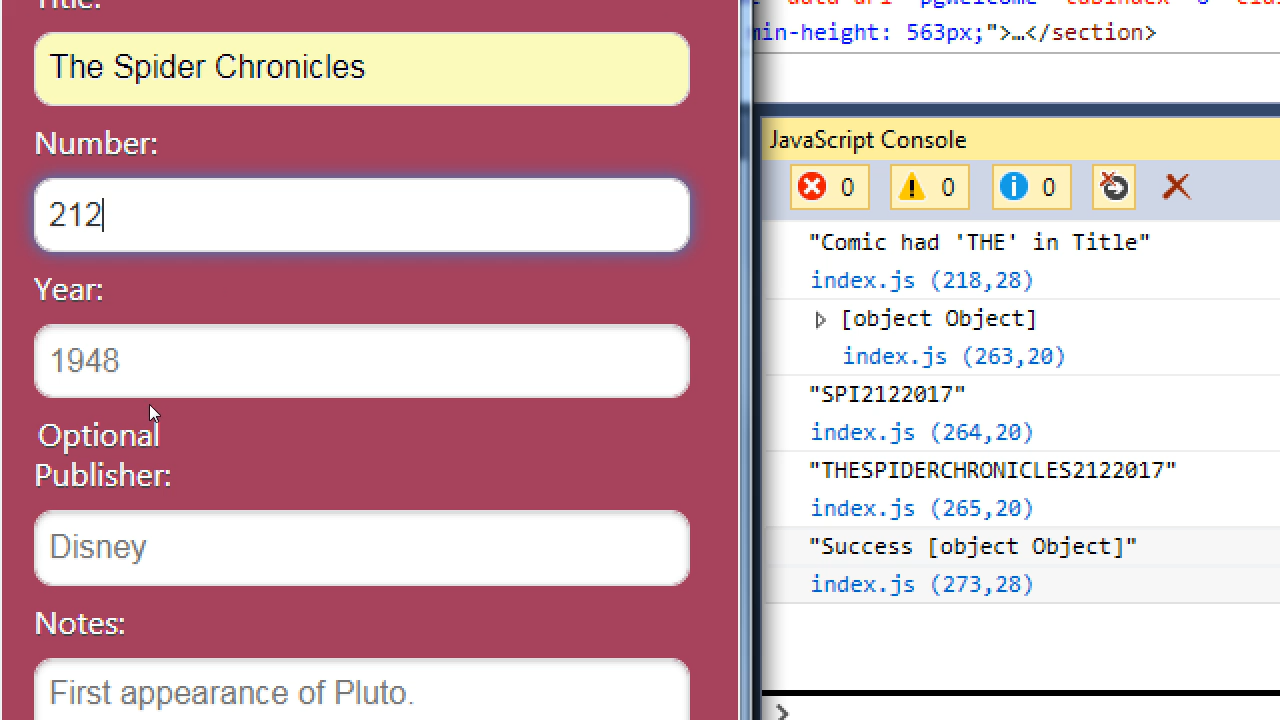 Title:
The Spider Chronicles
Number:
212
Year:
1948
Optional
Publisher:
Disney
Notes:
First appearance of Pluto.
min-height: 563px;">…</section>
JavaScript Console
0 0 0
"Comic had 'THE' in Title"
index.js (218,28)
[object Object]
index.js (263,20)
"SPI2122017"
index.js (264,20)
"THESPIDERCHRONICLES2122017"
index.js (265,20)
"Success [object Object]"
index.js (273,28)